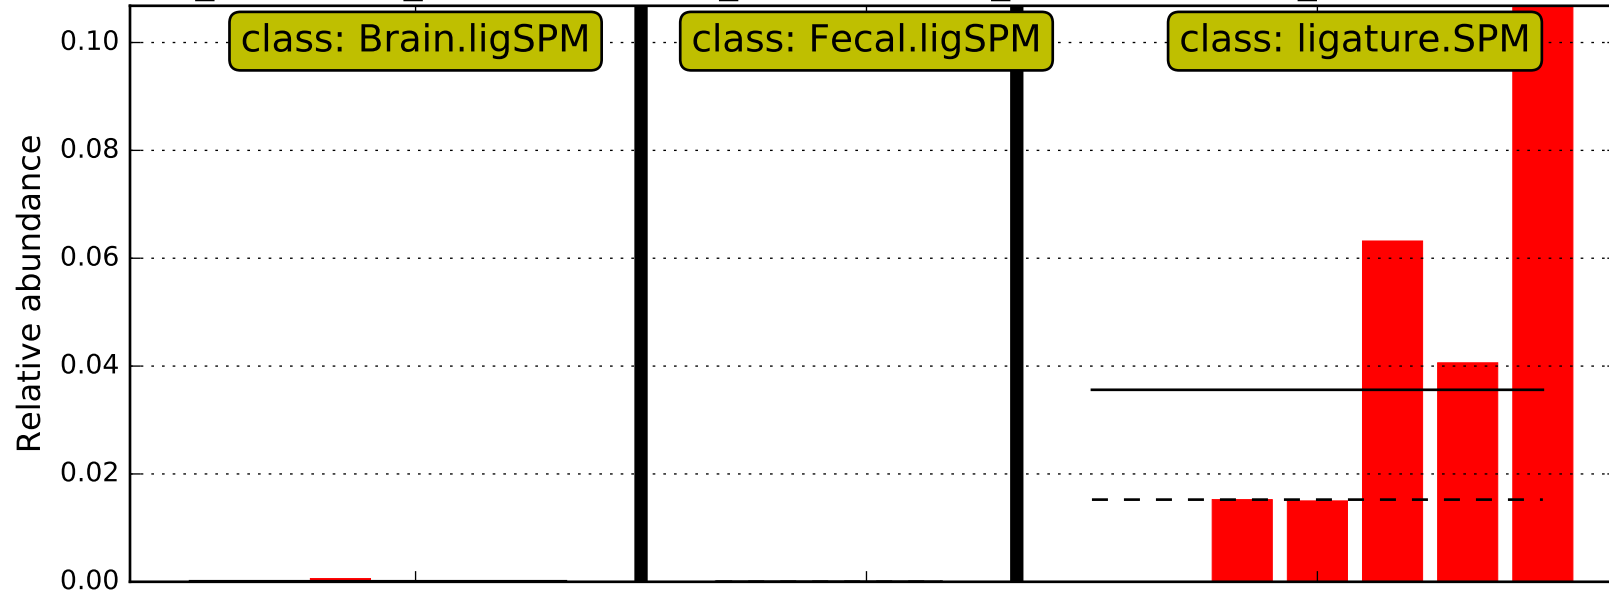 class: Brain.ligSPM
class: Fecal.ligSPM
class: ligature.SPM
Relative abundance
0.10
0.08
0.06
0.04
0.02
0.00